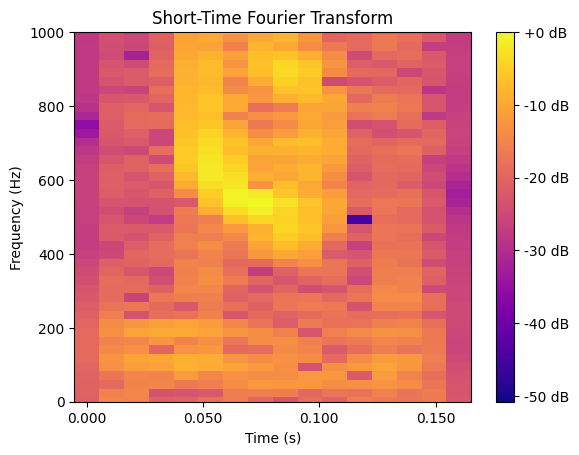 Short-Time Fourier Transform
1000
800
600
400
200
0
Frequency (Hz)
0.000
0.050
0.100
0.150
Time (s)
+0 dB
-10 dB
-20 dB
-30 dB
-40 dB
-50 dB